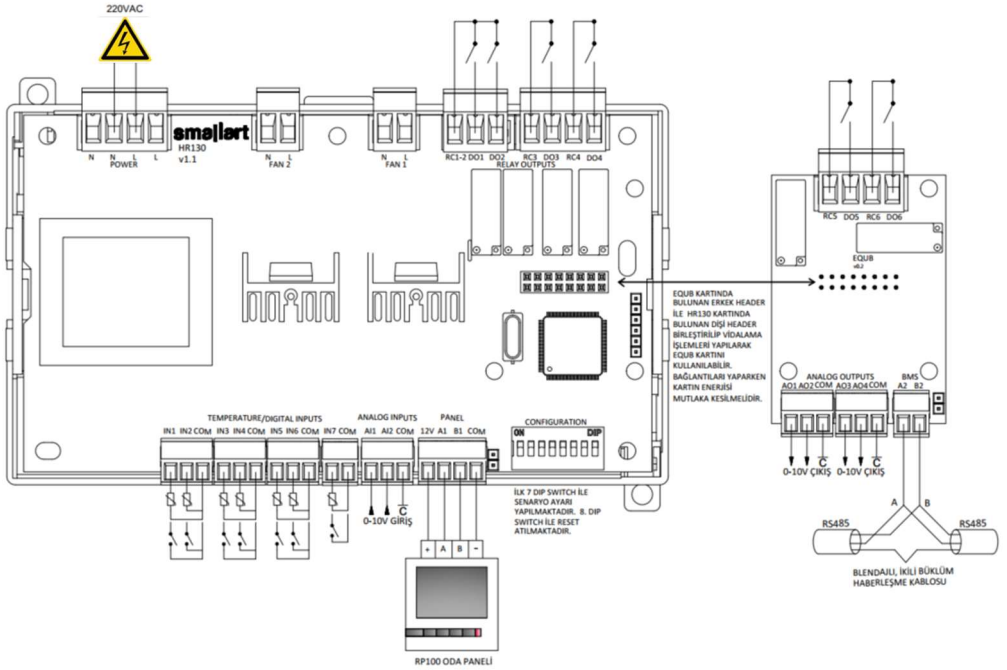 220VAC
smallart
HR130
v1.1
N N L L
POWER
N L
FAN 2
N L
FAN 1
RC1-2 DO1 DO2 RC3 DO3 RC4 DO4
RELAY OUTPUTS
RC5 DO5 RC6 DO6
EQUB
v0.2
EQUB KARTINDA
BULUNAN ERKEK HEADER
İLE HR130 KARTINDA
BULUNAN DİŞİ HEADER
BİRLEŞTİRİLİP VİDALAMA
İŞLEMLERİ YAPILARAK
EQUB KARTINI
KULLANILABİLİR.
BAĞLANTILARI YAPARKEN
KARTIN ENERJİSİ
MUTLAKA KESİLMELİDİR.
ANALOG OUTPUTS BMS
AO1 AO2 COM AO3 AO4 COM A2 B2
C C
0-10V ÇIKIŞ 0-10V ÇIKIŞ
TEMPERATURE/DIGITAL INPUTS ANALOG INPUTS PANEL
IN1 IN2 COM IN3 IN4 COM IN5 IN6 COM IN7 COM AI1 AI2 COM 12V A1 B1 COM
CONFIGURATION
ON DIP
C
0-10V GİRİŞ
İLK 7 DIP SWITCH İLE
SENARYO AYARI
YAPILMAKTADIR. 8. DIP
SWITCH İLE RESET
ATILMAKTADIR.
+ A B -
RP100 ODA PANELİ
A B
RS485 RS485
BLENDAJLI, İKİLİ BÜKLÜM
HABERLEŞME KABLOSU